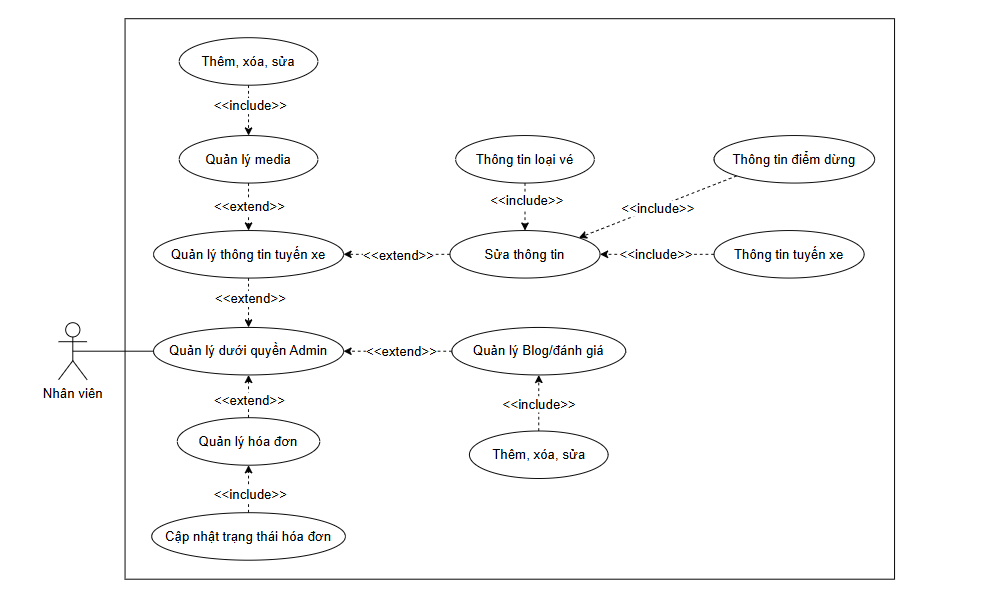 Thêm, xóa, sửa
<<include>>
Quản lý media
Thông tin loại vé
Thông tin điểm dừng
<<extend>>
<<include>>
<<include>>
Quản lý thông tin tuyến xe
<<extend>>
Sửa thông tin
<<include>>
Thông tin tuyến xe
<<extend>>
Nhân viên
Quản lý dưới quyền Admin
<<extend>>
Quản lý Blog/đánh giá
<<extend>>
<<include>>
Quản lý hóa đơn
Thêm, xóa, sửa
<<include>>
Cập nhật trạng thái hóa đơn